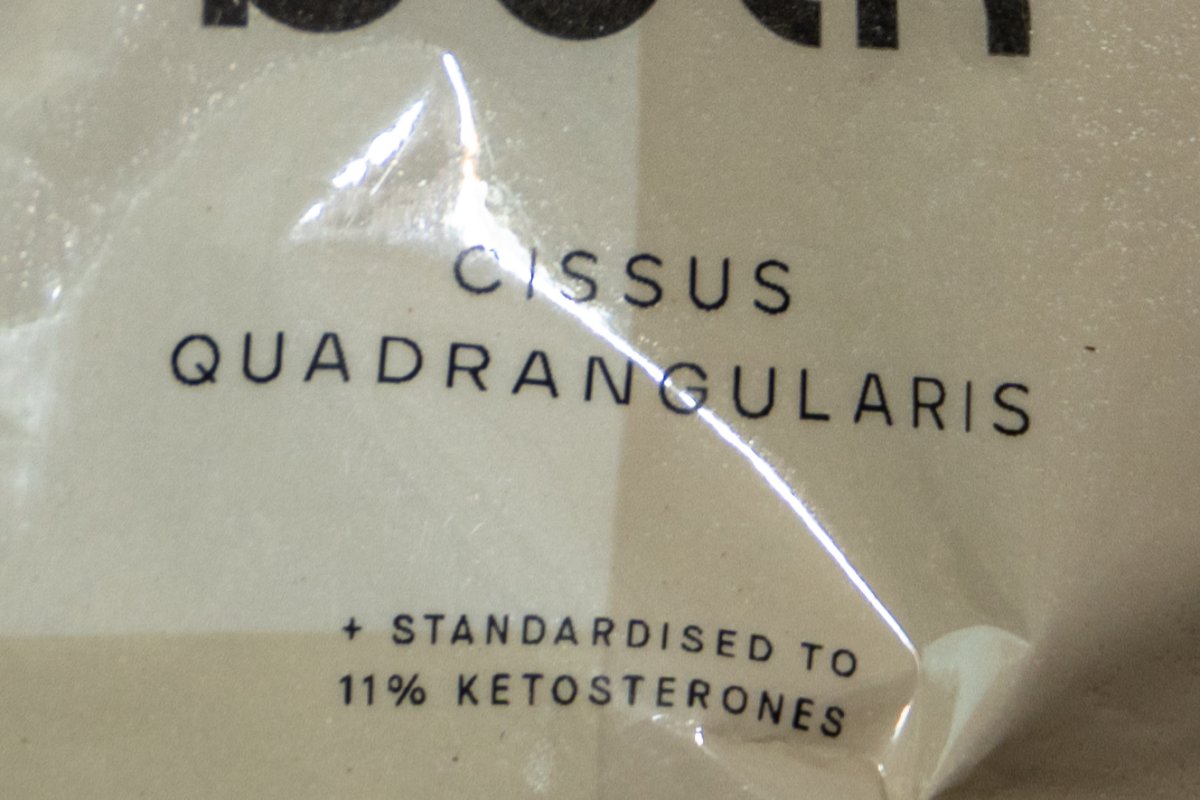 CISSUS
QUADRANGULARIS
+ STANDARDISED TO
11% KETOSTERONES